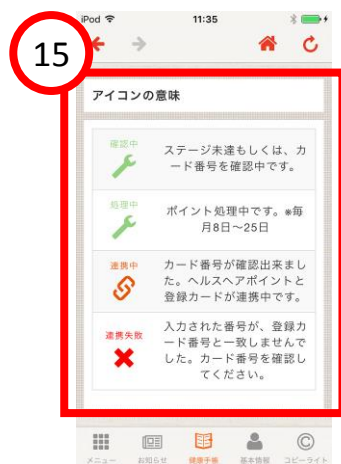 iPod 11:35
15
アイコンの意味
確認中
ステージ未達もしくは、カ
ード番号を確認中です。
処理中
ポイント処理中です。※毎
月8日～25日
連携中
カード番号が確認出来まし
た。ヘルスヘアポイントと
登録カードが連携中です。
連携失敗
入力された番号が、登録カ
ード番号と一致しませんで
した。カード番号を確認し
てください。
メニュー お知らせ 健康手帳 基本情報 コピーライト